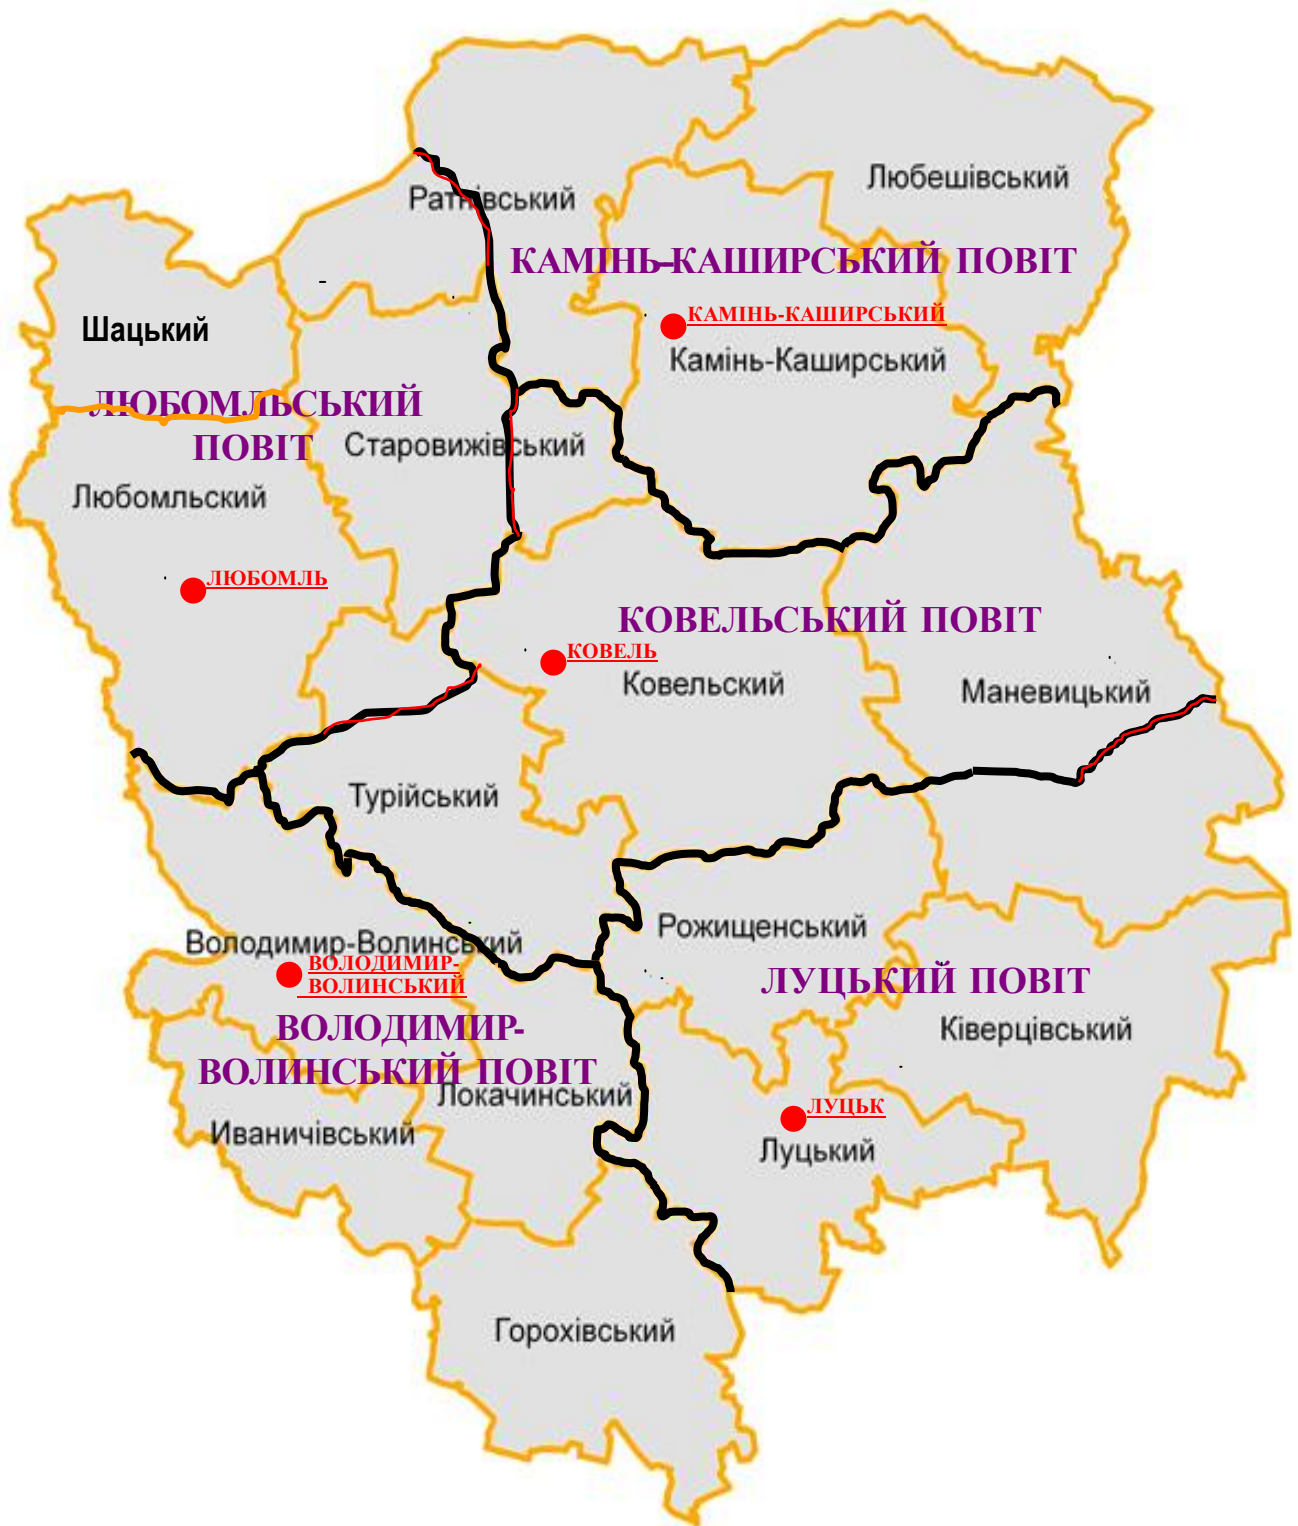 Любешівський
Ратнівський
КАМІНЬ-КАШИРСЬКИЙ ПОВІТ
КАМІНЬ-КАШИРСЬКИЙ
Шацький
Камінь-Каширський
ЛЮБОМЛЬСЬКИЙ
ПОВІТ
Старовижівський
Любомльский
ЛЮБОМЛЬ
КОВЕЛЬСЬКИЙ ПОВІТ
КОВЕЛЬ
Ковельский
Маневицький
Турійський
Рожищенський
Володимир-Волинський
ВОЛОДИМИР-
ВОЛИНСЬКИЙ
ЛУЦЬКИЙ ПОВІТ
Ківерцівський
ВОЛОДИМИР-
ВОЛИНСЬКИЙ ПОВІТ
Локачинський
ЛУЦЬК
Иваничівський
Луцький
Горохівський